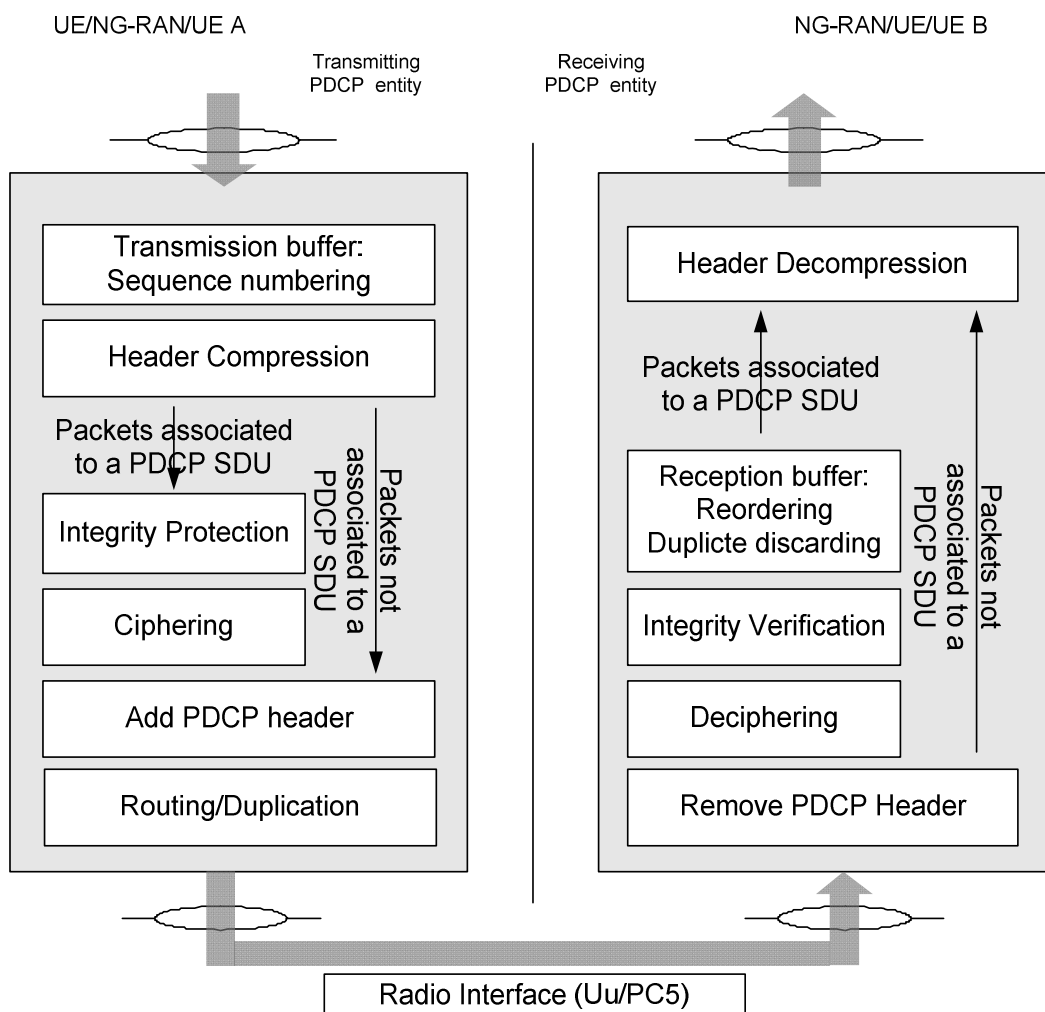 UE/NG-RAN/UE A
NG-RAN/UE/UE B
Transmitting
PDCP entity
Receiving
PDCP entity
Transmission buffer:
Sequence numbering
Header Compression
Packets associated
to a PDCP SDU
Packets not
associated to a
PDCP SDU
Integrity Protection
Ciphering
Add PDCP header
Routing/Duplication
Header Decompression
Packets associated
to a PDCP SDU
Reception buffer:
Reordering
Duplicte discarding
Packets not
associated to a
PDCP SDU
Integrity Verification
Deciphering
Remove PDCP Header
Radio Interface (Uu/PC5)